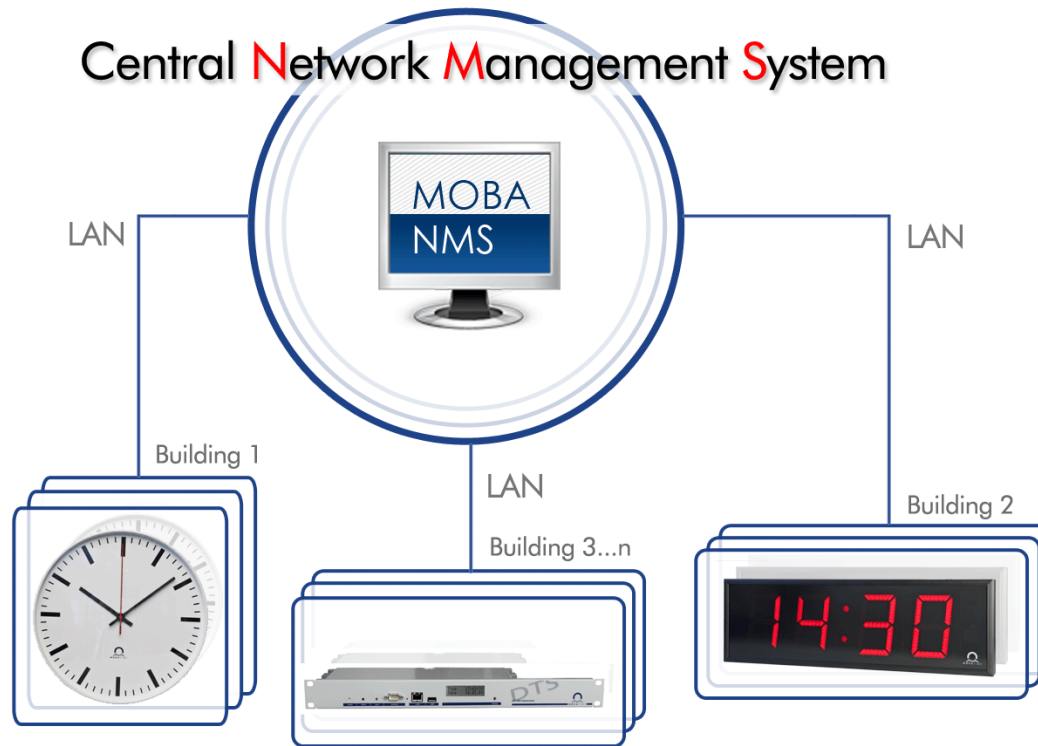 Central Network Management System
MOBA
NMS
LAN
LAN
Building 1
LAN
Building 2
Building 3...n
14:30
DTS